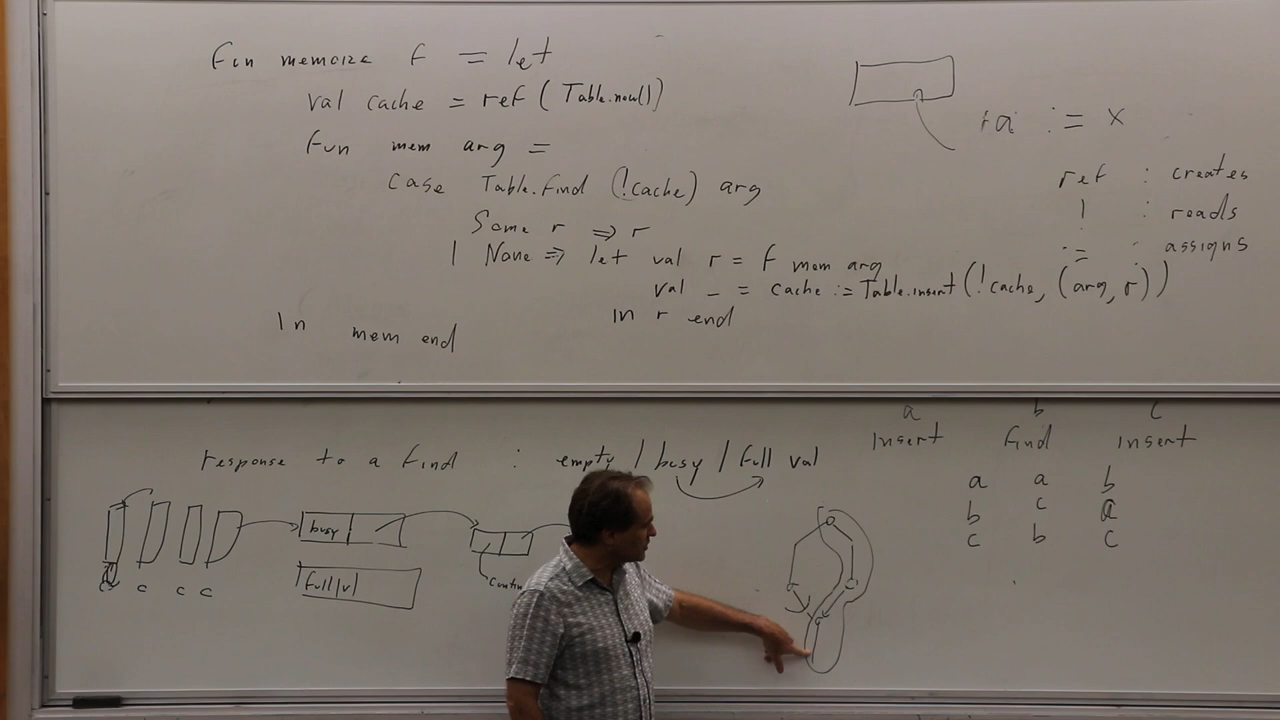 fun memoize f = let
val cache = ref (Table.new())
fun mem arg =
case Table.find (!cache) arg
Some r ⇒ r
| None ⇒ let val r = f mem arg
val _ = cache := Table.insert (!cache, (arg, r))
in r end
in mem end
:= x
ref : creates
! : reads
:= : assigns
response to a find : empty / busy / full val
busy
full|v|
c c c
a b c
insert find insert
a a b
b c a
c b c